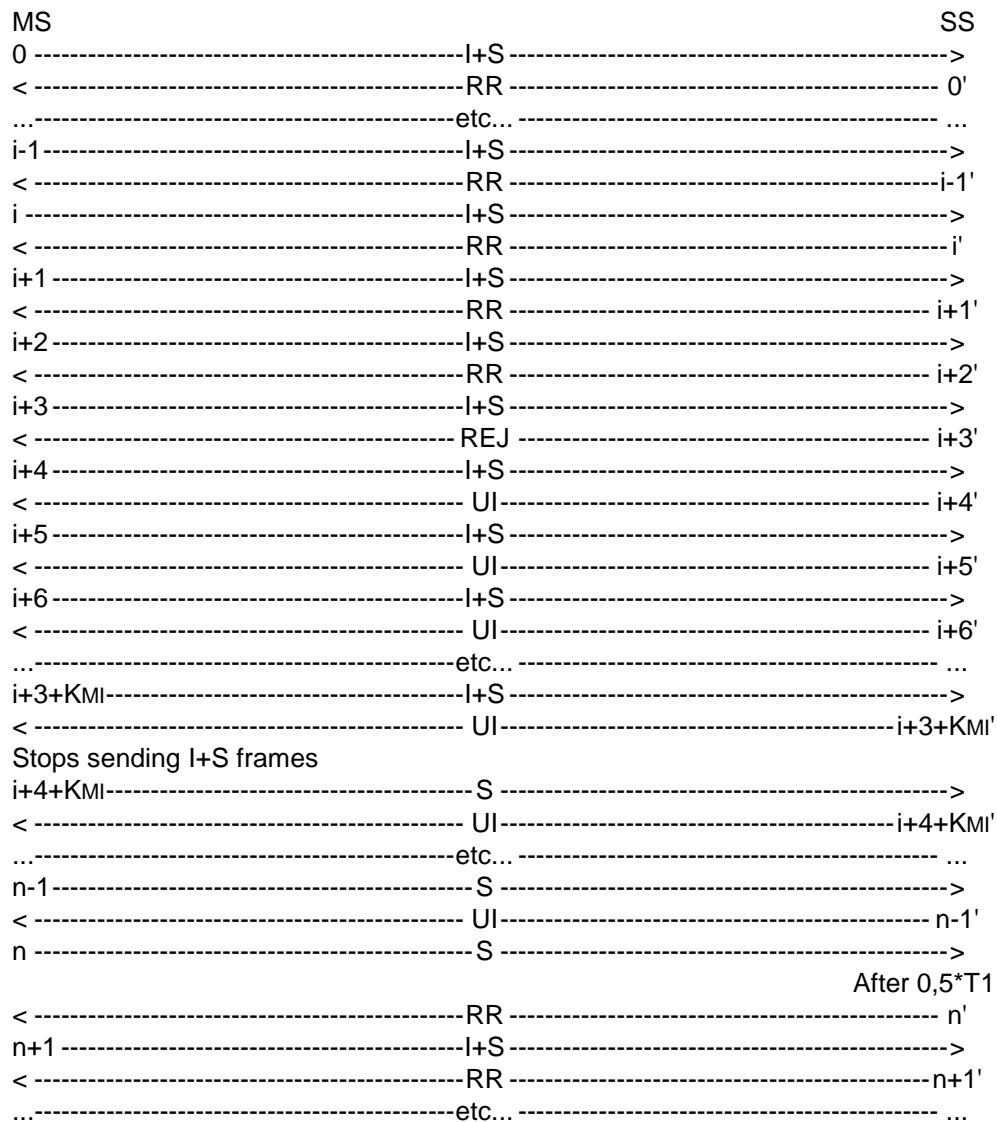 MS SS
0 -----------------------------------------------I+S ------------------------------------------------>
< -----------------------------------------------RR ----------------------------------------------- 0'
...----------------------------------------------etc... ---------------------------------------------- ...
i-1----------------------------------------------I+S ------------------------------------------------>
< -----------------------------------------------RR -----------------------------------------------i-1'
i ------------------------------------------------I+S ------------------------------------------------>
< -----------------------------------------------RR ------------------------------------------------ i'
i+1----------------------------------------------I+S ------------------------------------------------>
< -----------------------------------------------RR ---------------------------------------------- i+1'
i+2----------------------------------------------I+S ------------------------------------------------>
< -----------------------------------------------RR ---------------------------------------------- i+2'
i+3----------------------------------------------I+S ------------------------------------------------>
< ---------------------------------------------- REJ --------------------------------------------- i+3'
i+4----------------------------------------------I+S ------------------------------------------------>
< ----------------------------------------------- UI----------------------------------------------- i+4'
i+5----------------------------------------------I+S ------------------------------------------------>
< ----------------------------------------------- UI----------------------------------------------- i+5'
i+6----------------------------------------------I+S ------------------------------------------------>
< ----------------------------------------------- UI----------------------------------------------- i+6'
...----------------------------------------------etc... ---------------------------------------------- ...
i+3+KMI----------------------------------------I+S ------------------------------------------------>
< ----------------------------------------------- UI-------------------------------------------i+3+KMI'
Stops sending I+S frames
i+4+KMI----------------------------------------- S ------------------------------------------------->
< ----------------------------------------------- UI-------------------------------------------i+4+KMI'
...----------------------------------------------etc... ---------------------------------------------- ...
n-1----------------------------------------------- S ------------------------------------------------->
< ----------------------------------------------- UI----------------------------------------------- n-1'
n ------------------------------------------------- S ------------------------------------------------->
After 0,5*T1
< -----------------------------------------------RR ----------------------------------------------- n'
n+1 ---------------------------------------------I+S------------------------------------------------>
< -----------------------------------------------RR ----------------------------------------------n+1'
...----------------------------------------------etc... ---------------------------------------------- ...